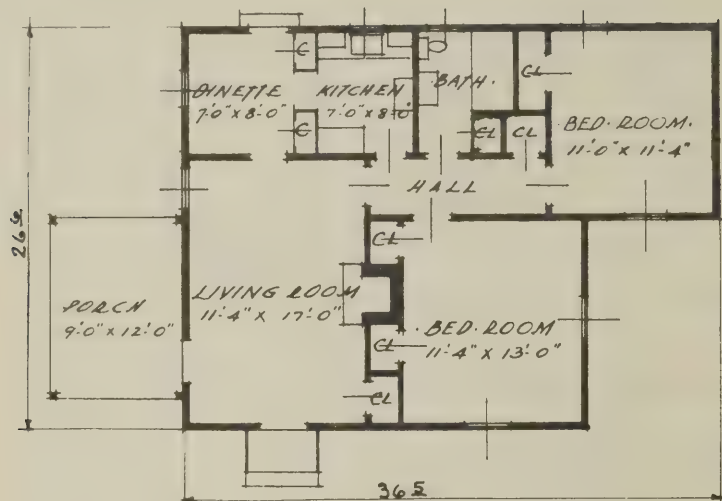 C
DINETTE
7'-0" X 8'-0"
KITCHEN
7'-0" X 8'-0"
C
BATH.
CL
CL
CL
.BED.ROOM.
11'-0" X 11'-4"
HALL
26 6
PORCH
9'-0" X 12'-0"
LIVING ROOM
11'-4" X 17'-0"
CL
CL
CL
BED.ROOM
11'-4" X 13'-0"
36 5